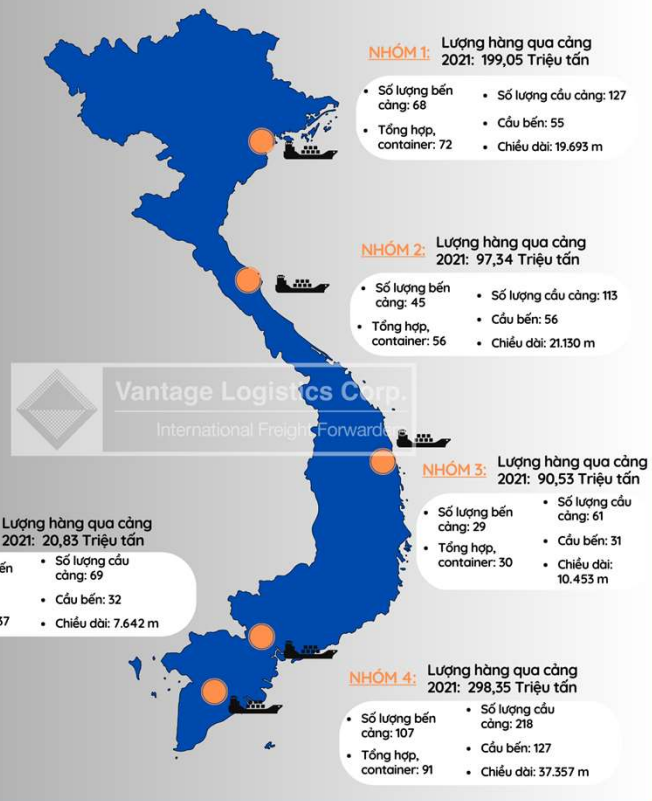 NHÓM 1:
Lượng hàng qua cảng
2021: 199,05 Triệu tấn
• Số lượng bến
cảng: 68
• Tổng hợp,
container: 72
• Số lượng cầu cảng: 127
• Cầu bến: 55
• Chiều dài: 19.693 m
NHÓM 2:
Lượng hàng qua cảng
2021: 97,34 Triệu tấn
• Số lượng bến
cảng: 45
• Tổng hợp,
container: 56
• Số lượng cầu cảng: 113
• Cầu bến: 56
• Chiều dài: 21.130 m
Vantage Logistics Corp.
International Freight Forwarders
NHÓM 3:
Lượng hàng qua cảng
2021: 90,53 Triệu tấn
• Số lượng bến
cảng: 29
• Tổng hợp,
container: 30
• Số lượng cầu
cảng: 61
• Cầu bến: 31
• Chiều dài:
10.453 m
Lượng hàng qua cảng
2021: 20,83 Triệu tấn
37
• Số lượng cầu
cảng: 69
• Cầu bến: 32
• Chiều dài: 7.642 m
NHÓM 4:
Lượng hàng qua cảng
2021: 298,35 Triệu tấn
• Số lượng bến
cảng: 107
• Tổng hợp,
container: 91
• Số lượng cầu
cảng: 218
• Cầu bến: 127
• Chiều dài: 37.357 m